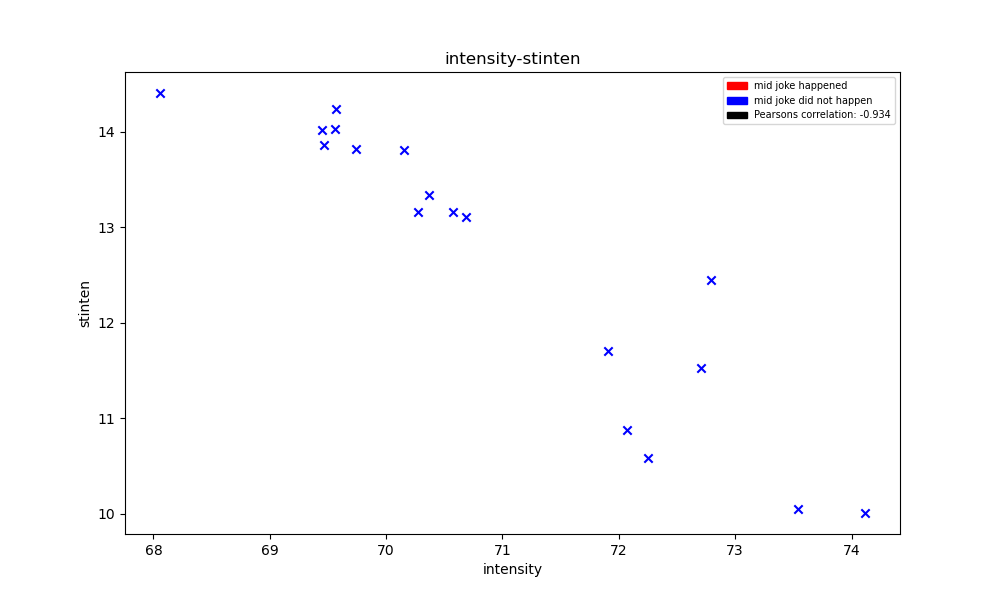 intensity-stinten
mid joke happened
mid joke did not happen
Pearsons correlation: -0.934
14
13
12
11
10
stinten
68 69 70 71 72 73 74
intensity